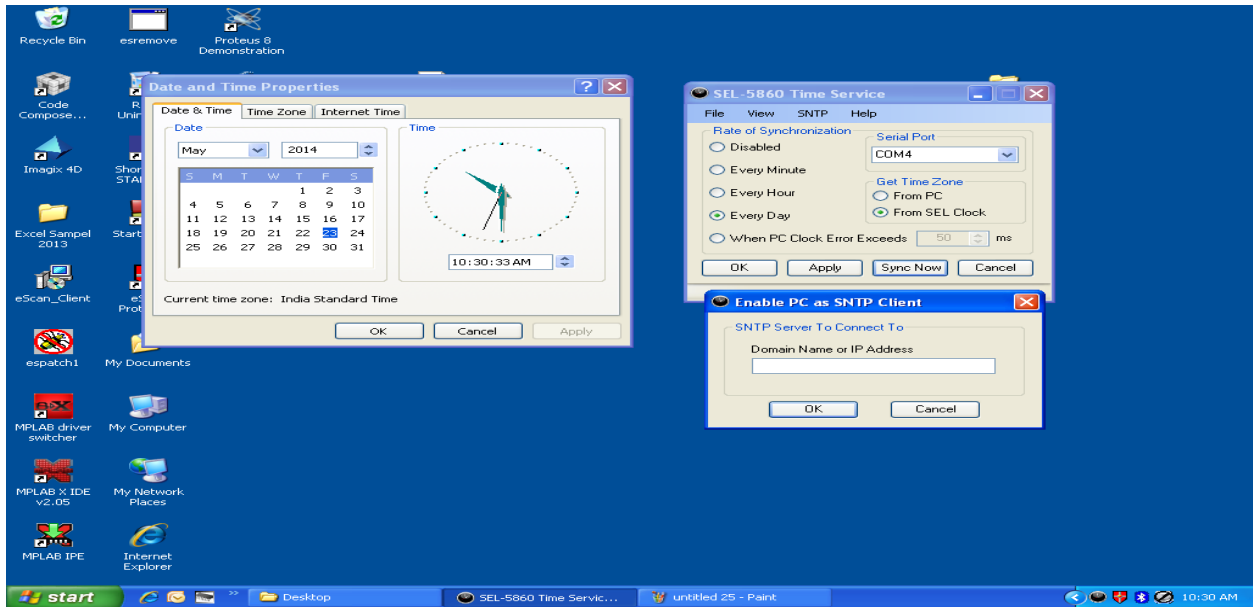 Recycle Bin
esremove
Proteus 8
Demonstration
Code
Compose...
Imagix 4D
Excel Sampel
2013
Start
eScan_Client
espatch1
My Documents
MPLAB driver
switcher
My Computer
MPLAB X IDE
v2.05
My Network
Places
MPLAB IPE
Internet
Explorer
Date and Time Properties
Date & Time
Time Zone
Internet Time
Date
May
2014
S M T W T F S
1 2 3
4 5 6 7 8 9 10
11 12 13 14 15 16 17
18 19 20 21 22 23 24
25 26 27 28 29 30 31
Time
10:30:33 AM
Current time zone: India Standard Time
OK
Cancel
Apply
SEL-5860 Time Service
File View SNTP Help
Rate of Synchronization
Disabled
Every Minute
Every Hour
Every Day
When PC Clock Error Exceeds 50 ms
Serial Port
COM4
Get Time Zone
From PC
From SEL Clock
OK
Apply
Sync Now
Cancel
Enable PC as SNTP Client
SNTP Server To Connect To
Domain Name or IP Address
OK
Cancel
start
Desktop
SEL-5860 Time Servic...
untitled 25 - Paint
10:30 AM